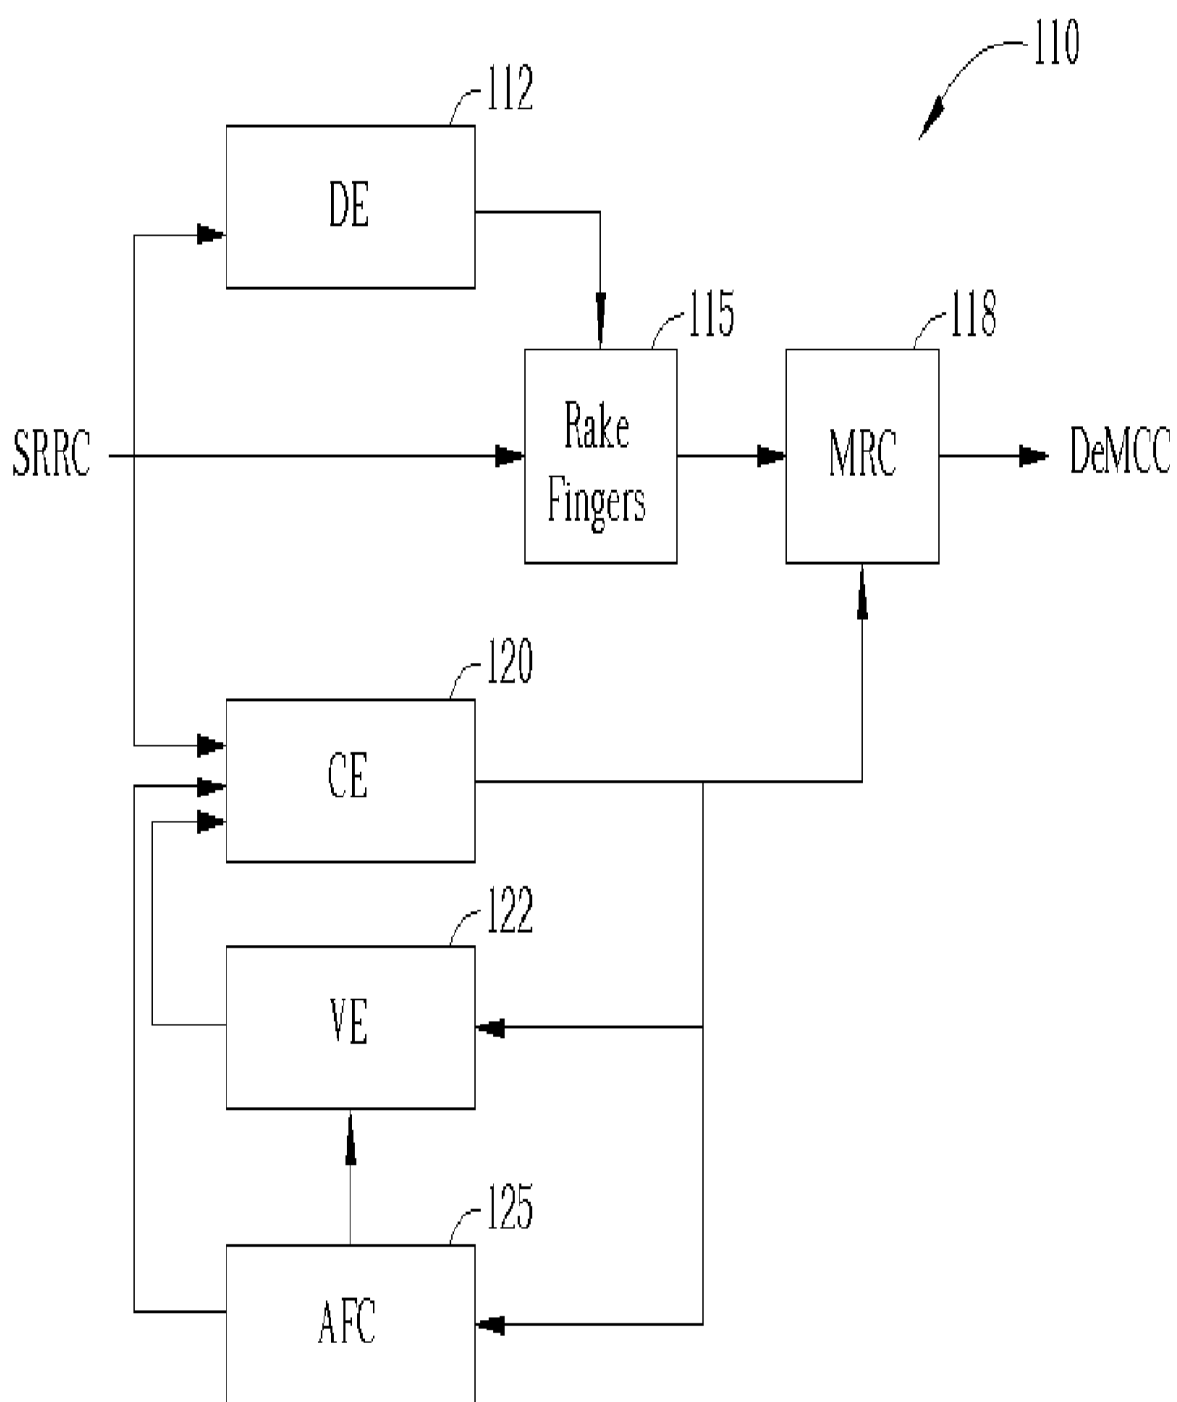 110
112
DE
115
118
SRRC
Rake
Fingers
MRC
DeMCC
120
CE
122
VE
125
AFC